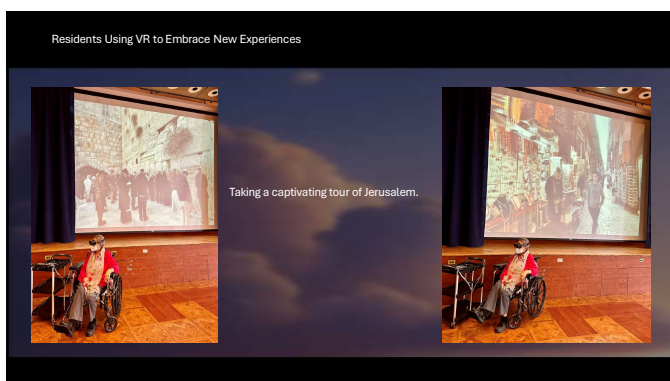 Residents Using VR to Embrace New Experiences
Taking a captivating tour of Jerusalem.